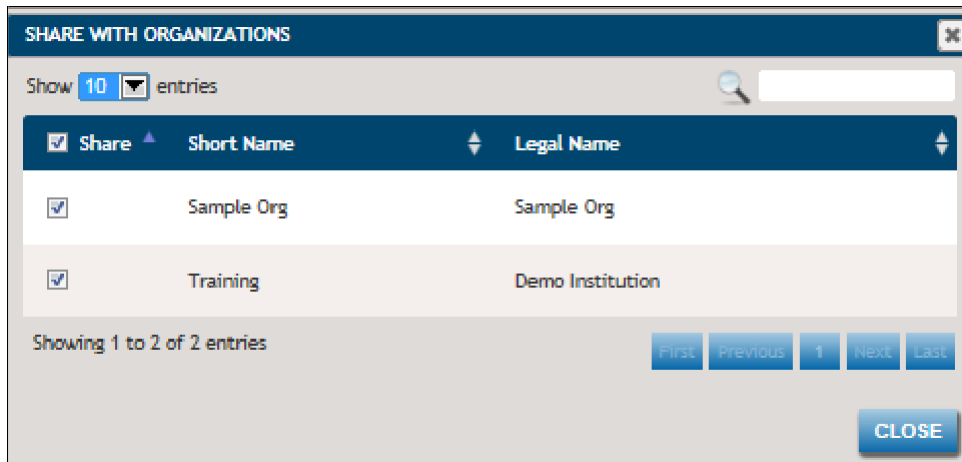 SHARE WITH ORGANIZATIONS
Show 10 entries
Share Short Name Legal Name
Sample Org Sample Org
Training Demo Institution
Showing 1 to 2 of 2 entries
First Previous 1 Next Last
CLOSE